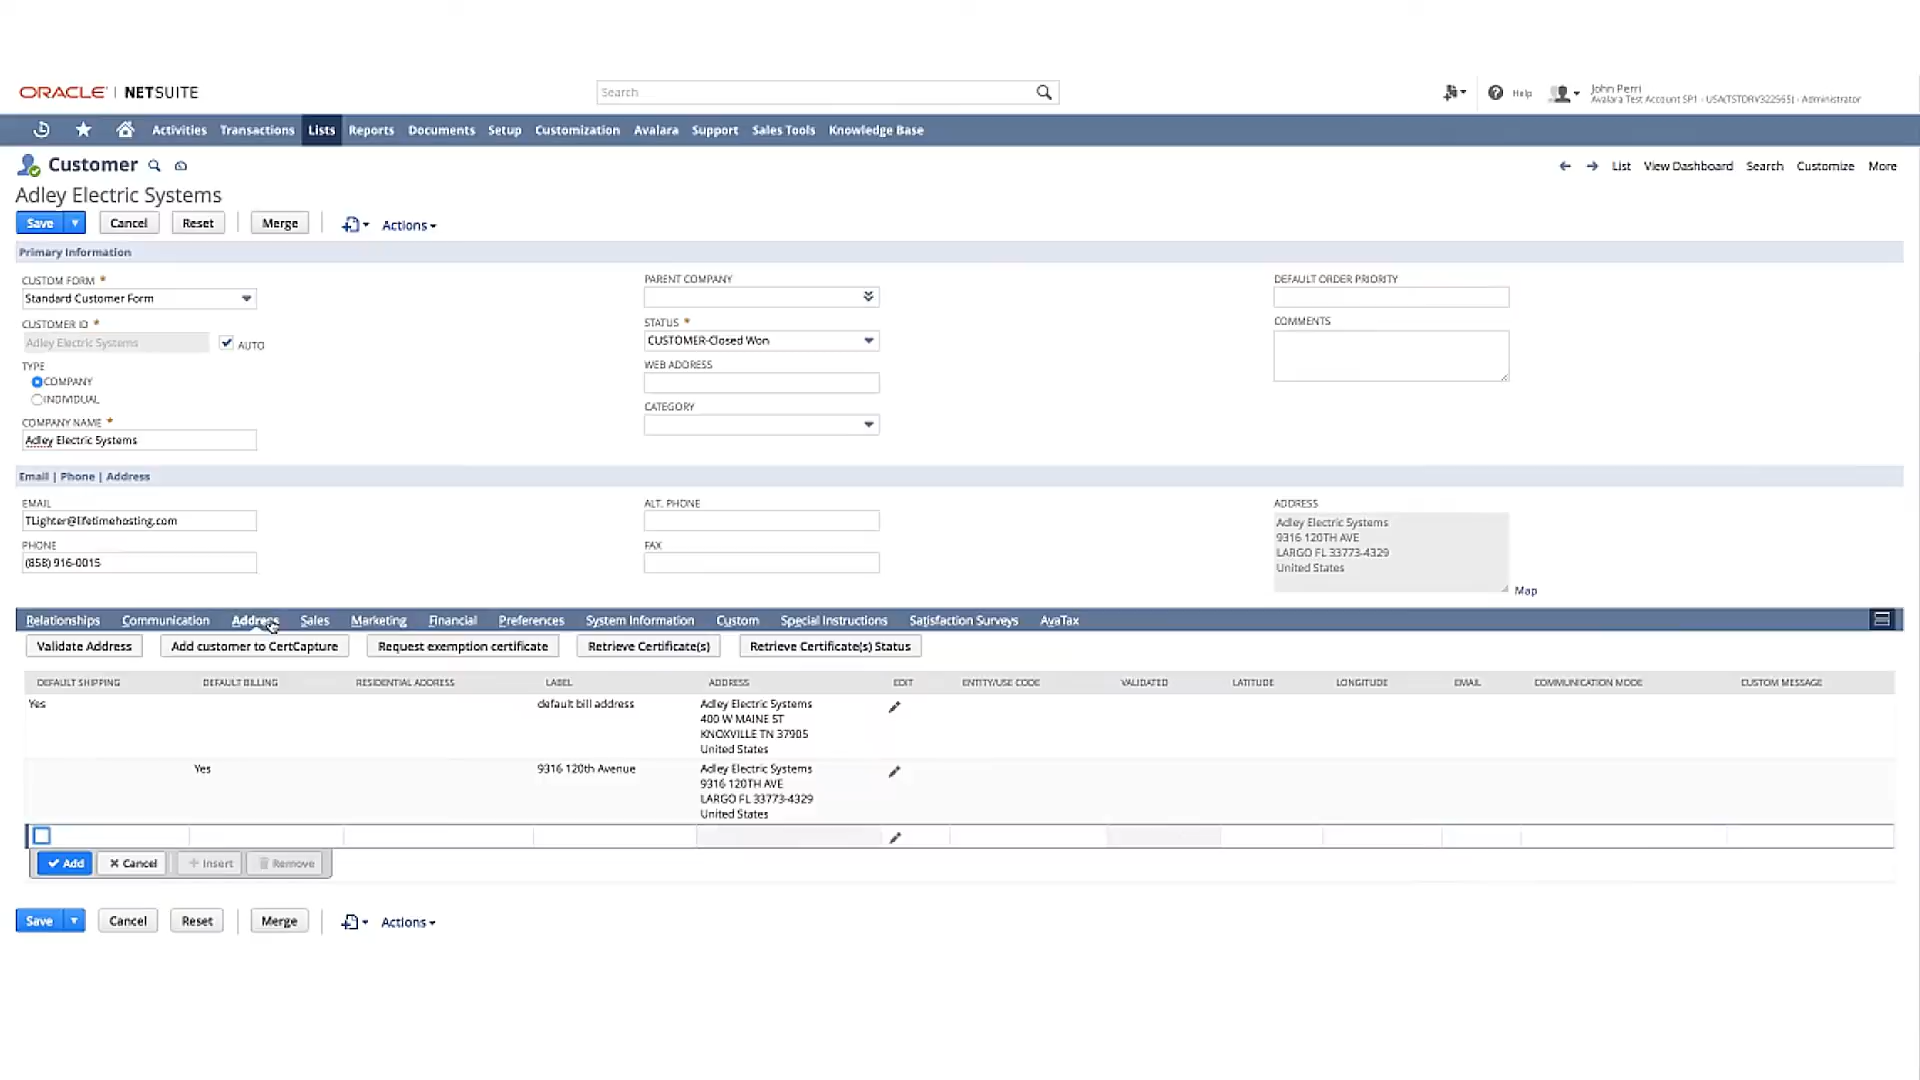 ORACLE | NETSUITE
Search
Help
John Perri
Avalara Test Account SP1 - USA(TSTDRV322565) - Administrator
Activities Transactions Lists Reports Documents Setup Customization Avalara Support Sales Tools Knowledge Base
Customer
List View Dashboard Search Customize More
Adley Electric Systems
Save Cancel Reset Merge Actions
Primary Information
CUSTOM FORM *
Standard Customer Form
CUSTOMER ID *
Adley Electric Systems
AUTO
TYPE
COMPANY
INDIVIDUAL
COMPANY NAME *
Adley Electric Systems
PARENT COMPANY
STATUS *
CUSTOMER-Closed Won
WEB ADDRESS
CATEGORY
DEFAULT ORDER PRIORITY
COMMENTS
Email | Phone | Address
EMAIL
TLighter@lifetimehosting.com
PHONE
(858) 916-0015
ALT. PHONE
FAX
ADDRESS
Adley Electric Systems
9316 120TH AVE
LARGO FL 33773-4329
United States
Map
Relationships Communication Address Sales Marketing Financial Preferences System Information Custom Special Instructions Satisfaction Surveys AvaTax
Validate Address Add customer to CertCapture Request exemption certificate Retrieve Certificate(s) Retrieve Certificate(s) Status
DEFAULT SHIPPING DEFAULT BILLING RESIDENTIAL ADDRESS LABEL ADDRESS EDIT ENTITY/USE CODE VALIDATED LATITUDE LONGITUDE EMAIL COMMUNICATION MODE CUSTOM MESSAGE
Yes default bill address Adley Electric Systems
400 W MAINE ST
KNOXVILLE TN 37905
United States
Yes 9316 120th Avenue Adley Electric Systems
9316 120TH AVE
LARGO FL 33773-4329
United States
Add Cancel Insert Remove
Save Cancel Reset Merge Actions